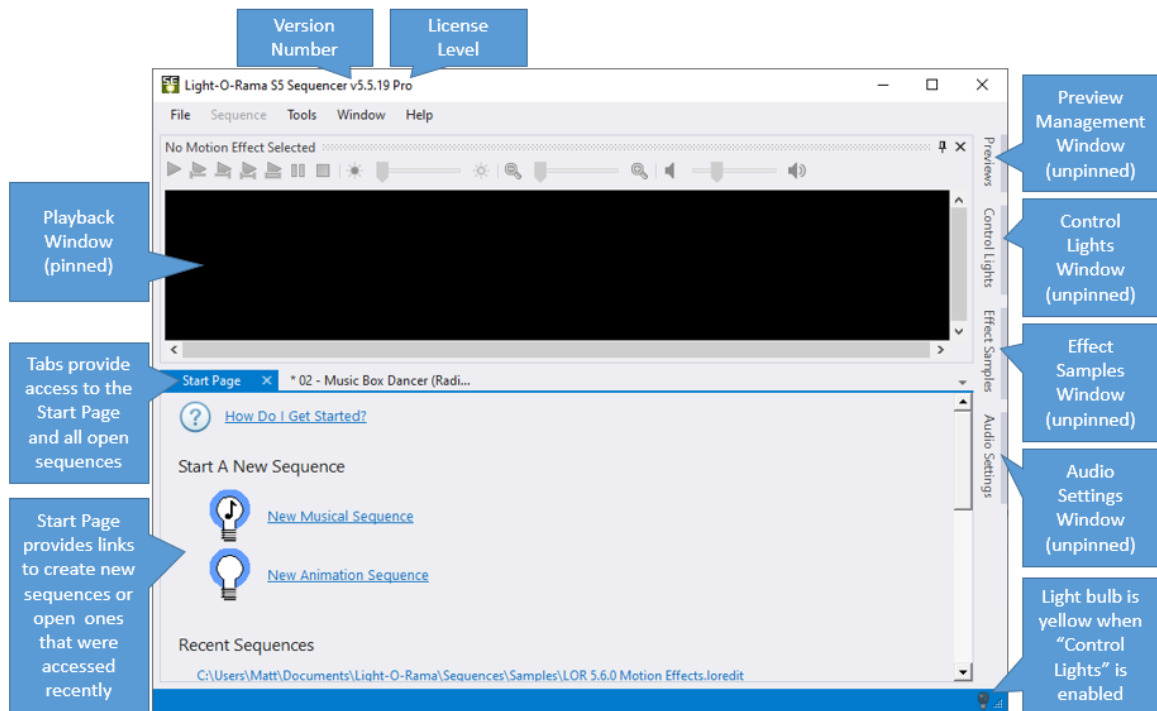 Version
Number
License
Level
Light-O-Rama S5 Sequencer v5.5.19 Pro
File Sequence Tools Window Help
No Motion Effect Selected
Previews
Control Lights
Effect Samples
Audio Settings
Preview
Management
Window
(unpinned)
Control
Lights
Window
(unpinned)
Effect
Samples
Window
(unpinned)
Audio
Settings
Window
(unpinned)
Light bulb is
yellow when
“Control
Lights” is
enabled
Playback
Window
(pinned)
Tabs provide
access to the
Start Page
and all open
sequences
Start Page
provides links
to create new
sequences or
open ones
that were
accessed
recently
Start Page * 02 - Music Box Dancer (Radi...
How Do I Get Started?
Start A New Sequence
New Musical Sequence
New Animation Sequence
Recent Sequences
C:\Users\Matt\Documents\Light-O-Rama\Sequences\Samples\LOR 5.6.0 Motion Effects.loredit